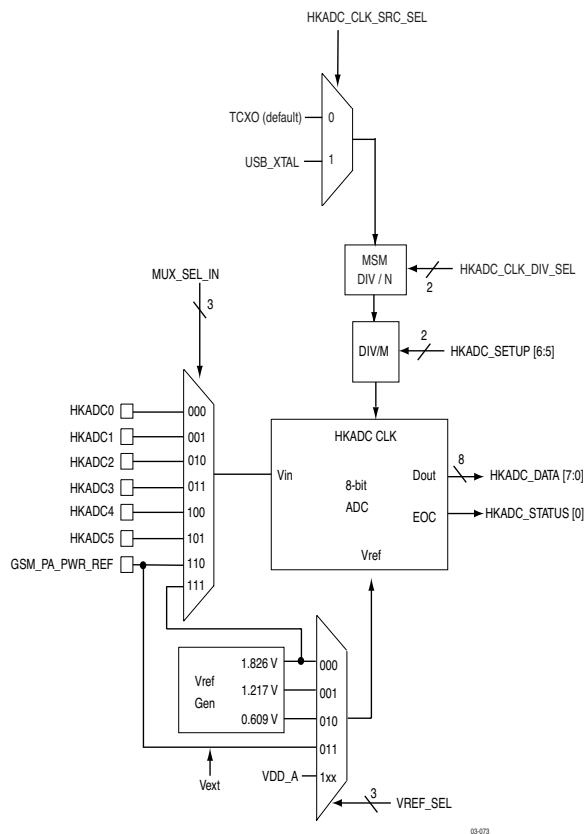 HKADC_CLK_SRC_SEL
TCXO (default)
0
USB_XTAL
1
MSM
DIV / N
HKADC_CLK_DIV_SEL
2
MUX_SEL_IN
3
DIV/M
2
HKADC_SETUP [6:5]
HKADC0
000
HKADC1
001
HKADC2
010
HKADC3
011
HKADC4
100
HKADC5
101
GSM_PA_PWR_REF
110
111
HKADC CLK
Vin
8-bit
ADC
Dout
8
HKADC_DATA [7:0]
EOC
HKADC_STATUS [0]
Vref
Vref
Gen
1.826 V
000
1.217 V
001
0.609 V
010
011
Vext
VDD_A
1xx
3
VREF_SEL
03-073